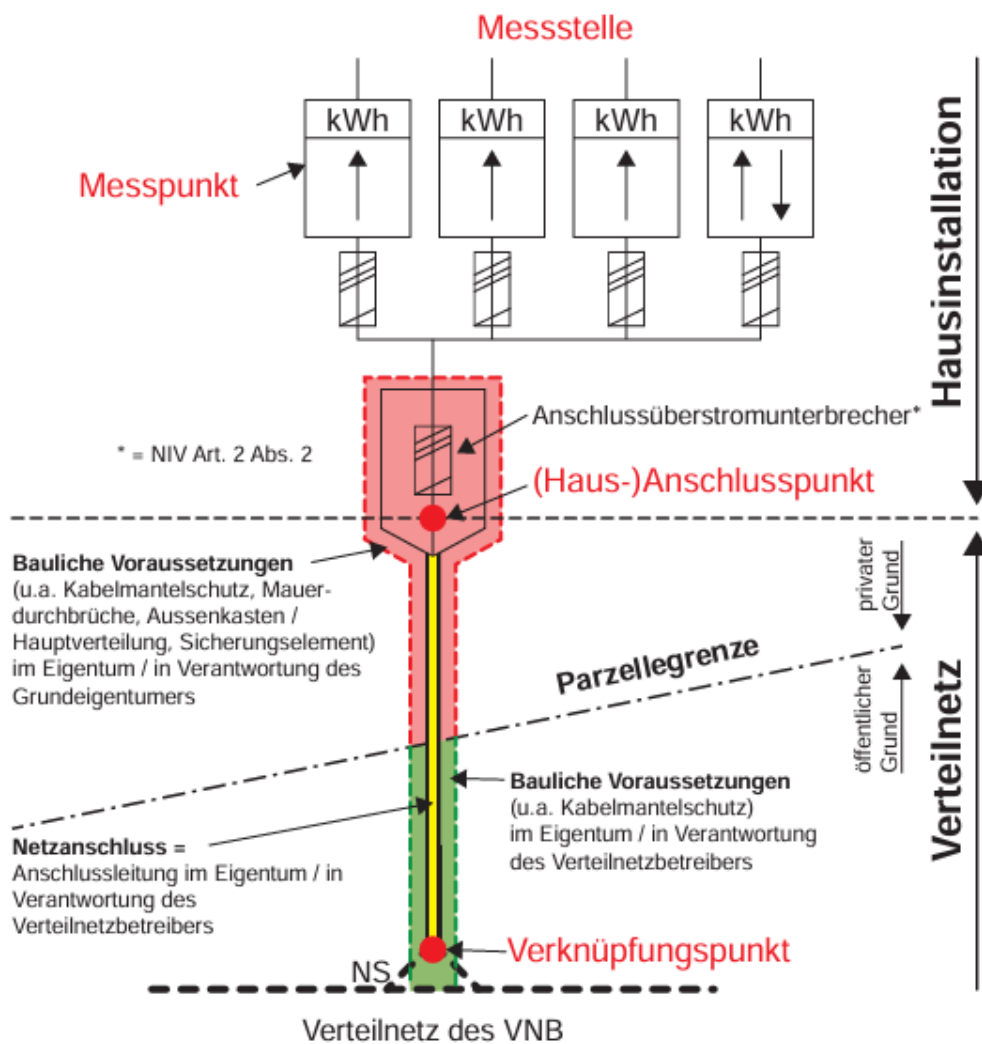 Messstelle
kWh
kWh
kWh
kWh
Messpunkt
Hausinstallation
Anschlussüberstromunterbrecher*
* = NIV Art. 2 Abs. 2
(Haus-)Anschlusspunkt
Bauliche Voraussetzungen
(u.a. Kabelmantelschutz, Mauer-
durchbrüche, Aussenkasten /
Hauptverteilung, Sicherungselement)
im Eigentum / in Verantwortung des
Grundeigentumers
privater
Grund
Parzellegrenze
öffentlicher
Grund
Verteilnetz
Bauliche Voraussetzungen
(u.a. Kabelmantelschutz)
im Eigentum / in Verantwortung
des Verteilnetzbetreibers
Netzanschluss =
Anschlussleitung im Eigentum / in
Verantwortung des
Verteilnetzbetreibers
Verknüpfungspunkt
NS
Verteilnetz des VNB